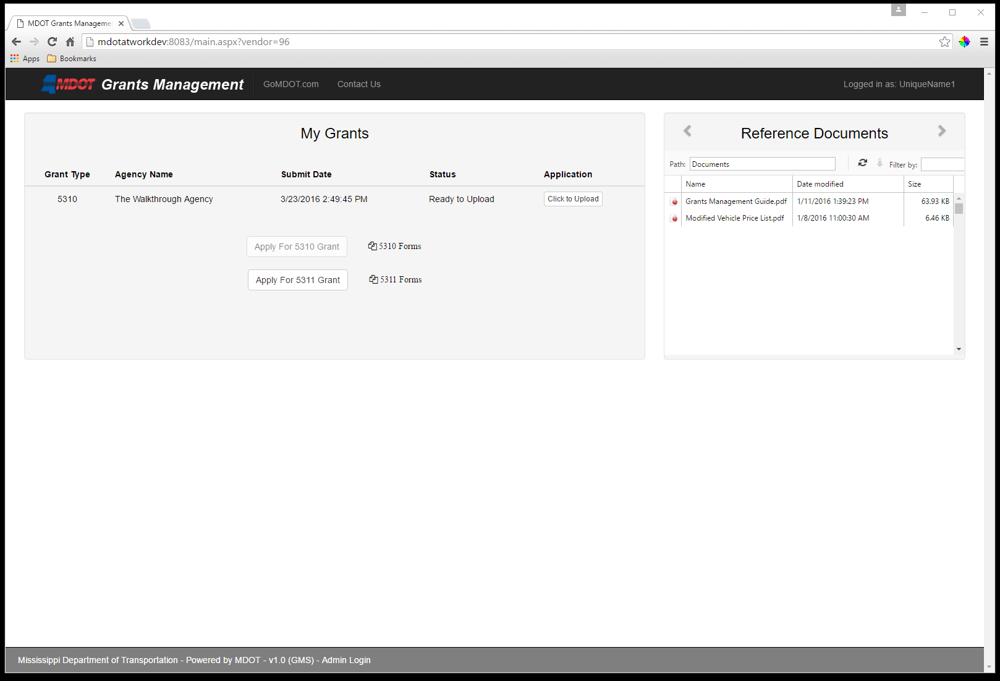 MDOT Grants Manageme
mdotatworkdev:8083/main.aspx?vendor=96
Apps Bookmarks
MDOT Grants Management GoMDOT.com Contact Us Logged in as: UniqueName1
My Grants
Grant Type Agency Name Submit Date Status Application
5310 The Walkthrough Agency 3/23/2016 2:49:45 PM Ready to Upload Click to Upload
Apply For 5310 Grant 5310 Forms
Apply For 5311 Grant 5311 Forms
Reference Documents
Path: Documents Filter by:
Name Date modified Size
Grants Management Guide.pdf 1/11/2016 1:39:23 PM 63.93 KB
Modified Vehicle Price List.pdf 1/8/2016 11:00:30 AM 6.46 KB
Mississippi Department of Transportation - Powered by MDOT - v1.0 (GMS) - Admin Login